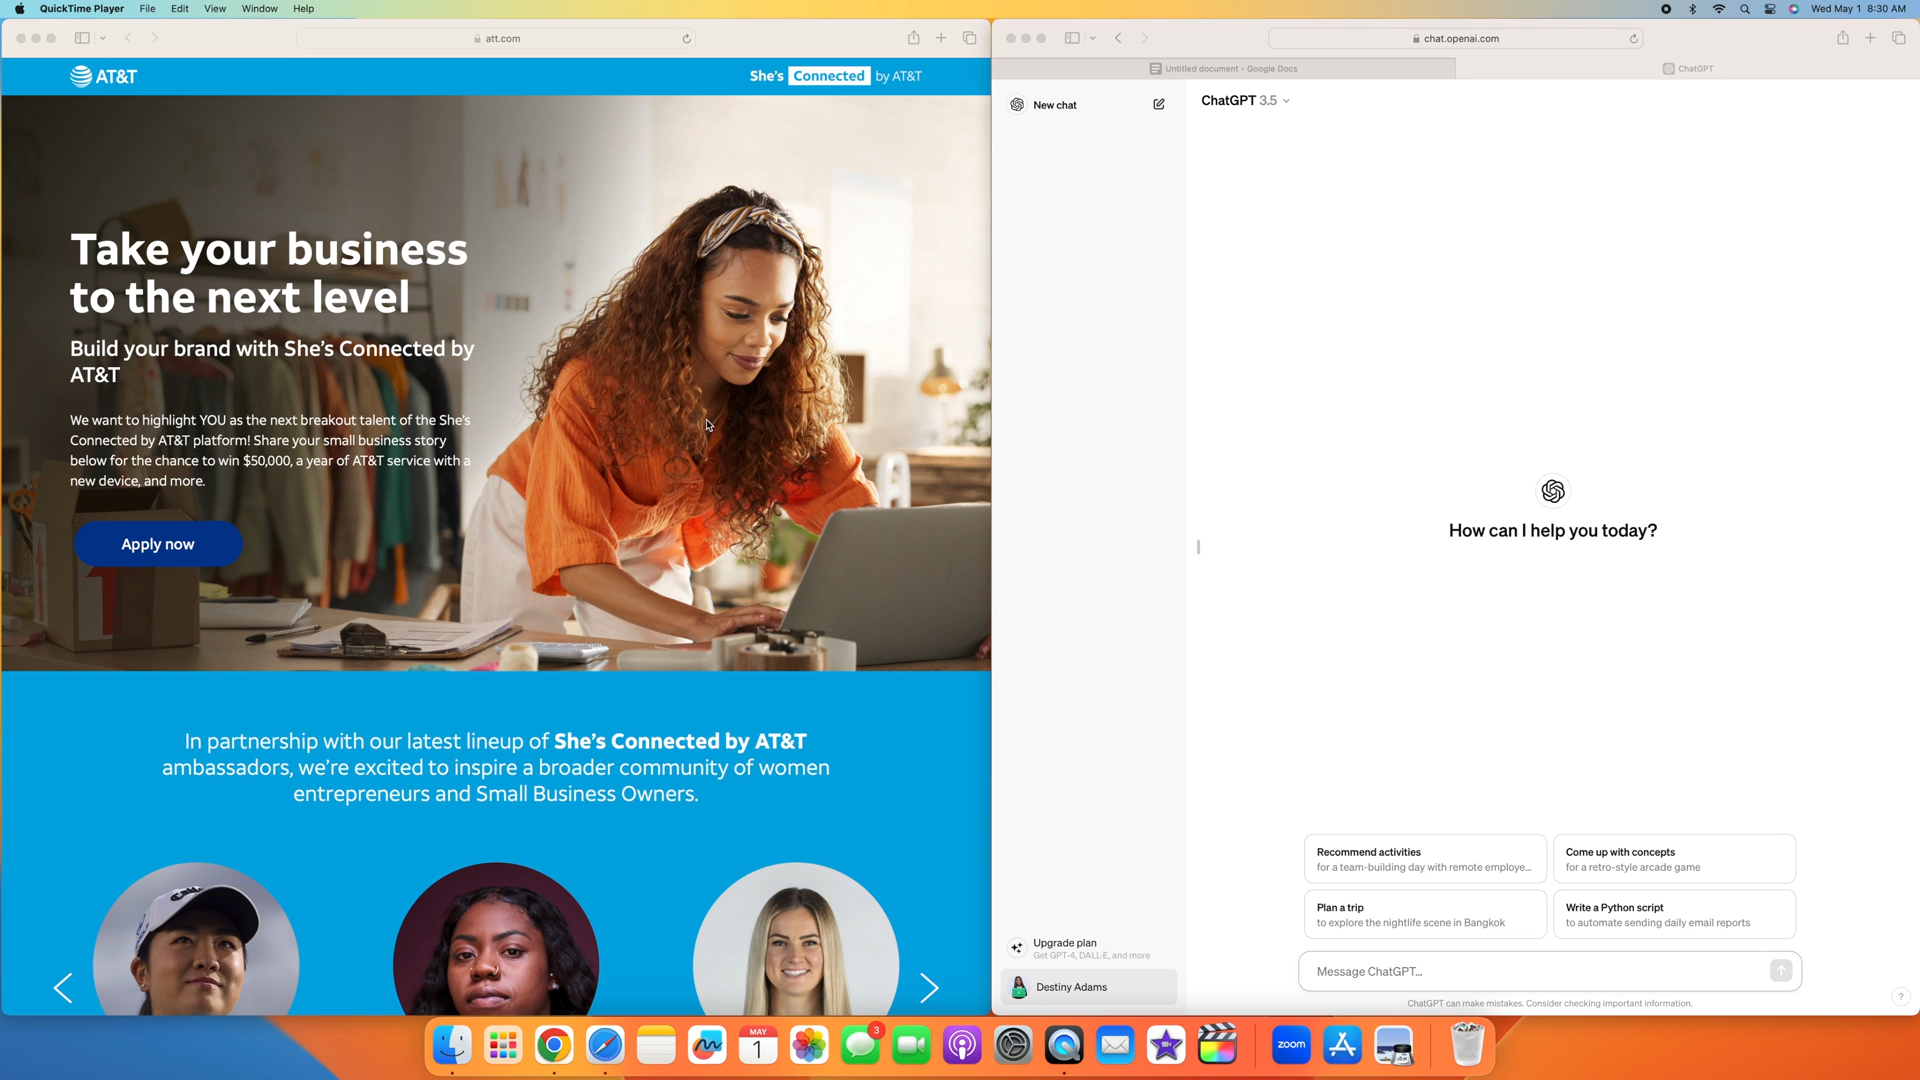 QuickTime Player File Edit View Window Help
Wed May 1 8:30 AM
att.com
AT&T
She's Connected by AT&T
Take your business
to the next level
Build your brand with She's Connected by
AT&T
We want to highlight YOU as the next breakout talent of the She's
Connected by AT&T platform! Share your small business story
below for the chance to win $50,000, a year of AT&T service with a
new device, and more.
Apply now
In partnership with our latest lineup of She's Connected by AT&T
ambassadors, we're excited to inspire a broader community of women
entrepreneurs and Small Business Owners.
chat.openai.com
Untitled document - Google Docs
ChatGPT
New chat
ChatGPT 3.5
How can I help you today?
Recommend activities
for a team-building day with remote employe...
Come up with concepts
for a retro-style arcade game
Plan a trip
to explore the nightlife scene in Bangkok
Write a Python script
to automate sending daily email reports
Upgrade plan
Get GPT-4, DALL·E, and more
Destiny Adams
Message ChatGPT...
ChatGPT can make mistakes. Consider checking important information.
?
MAY
1
3
zoom